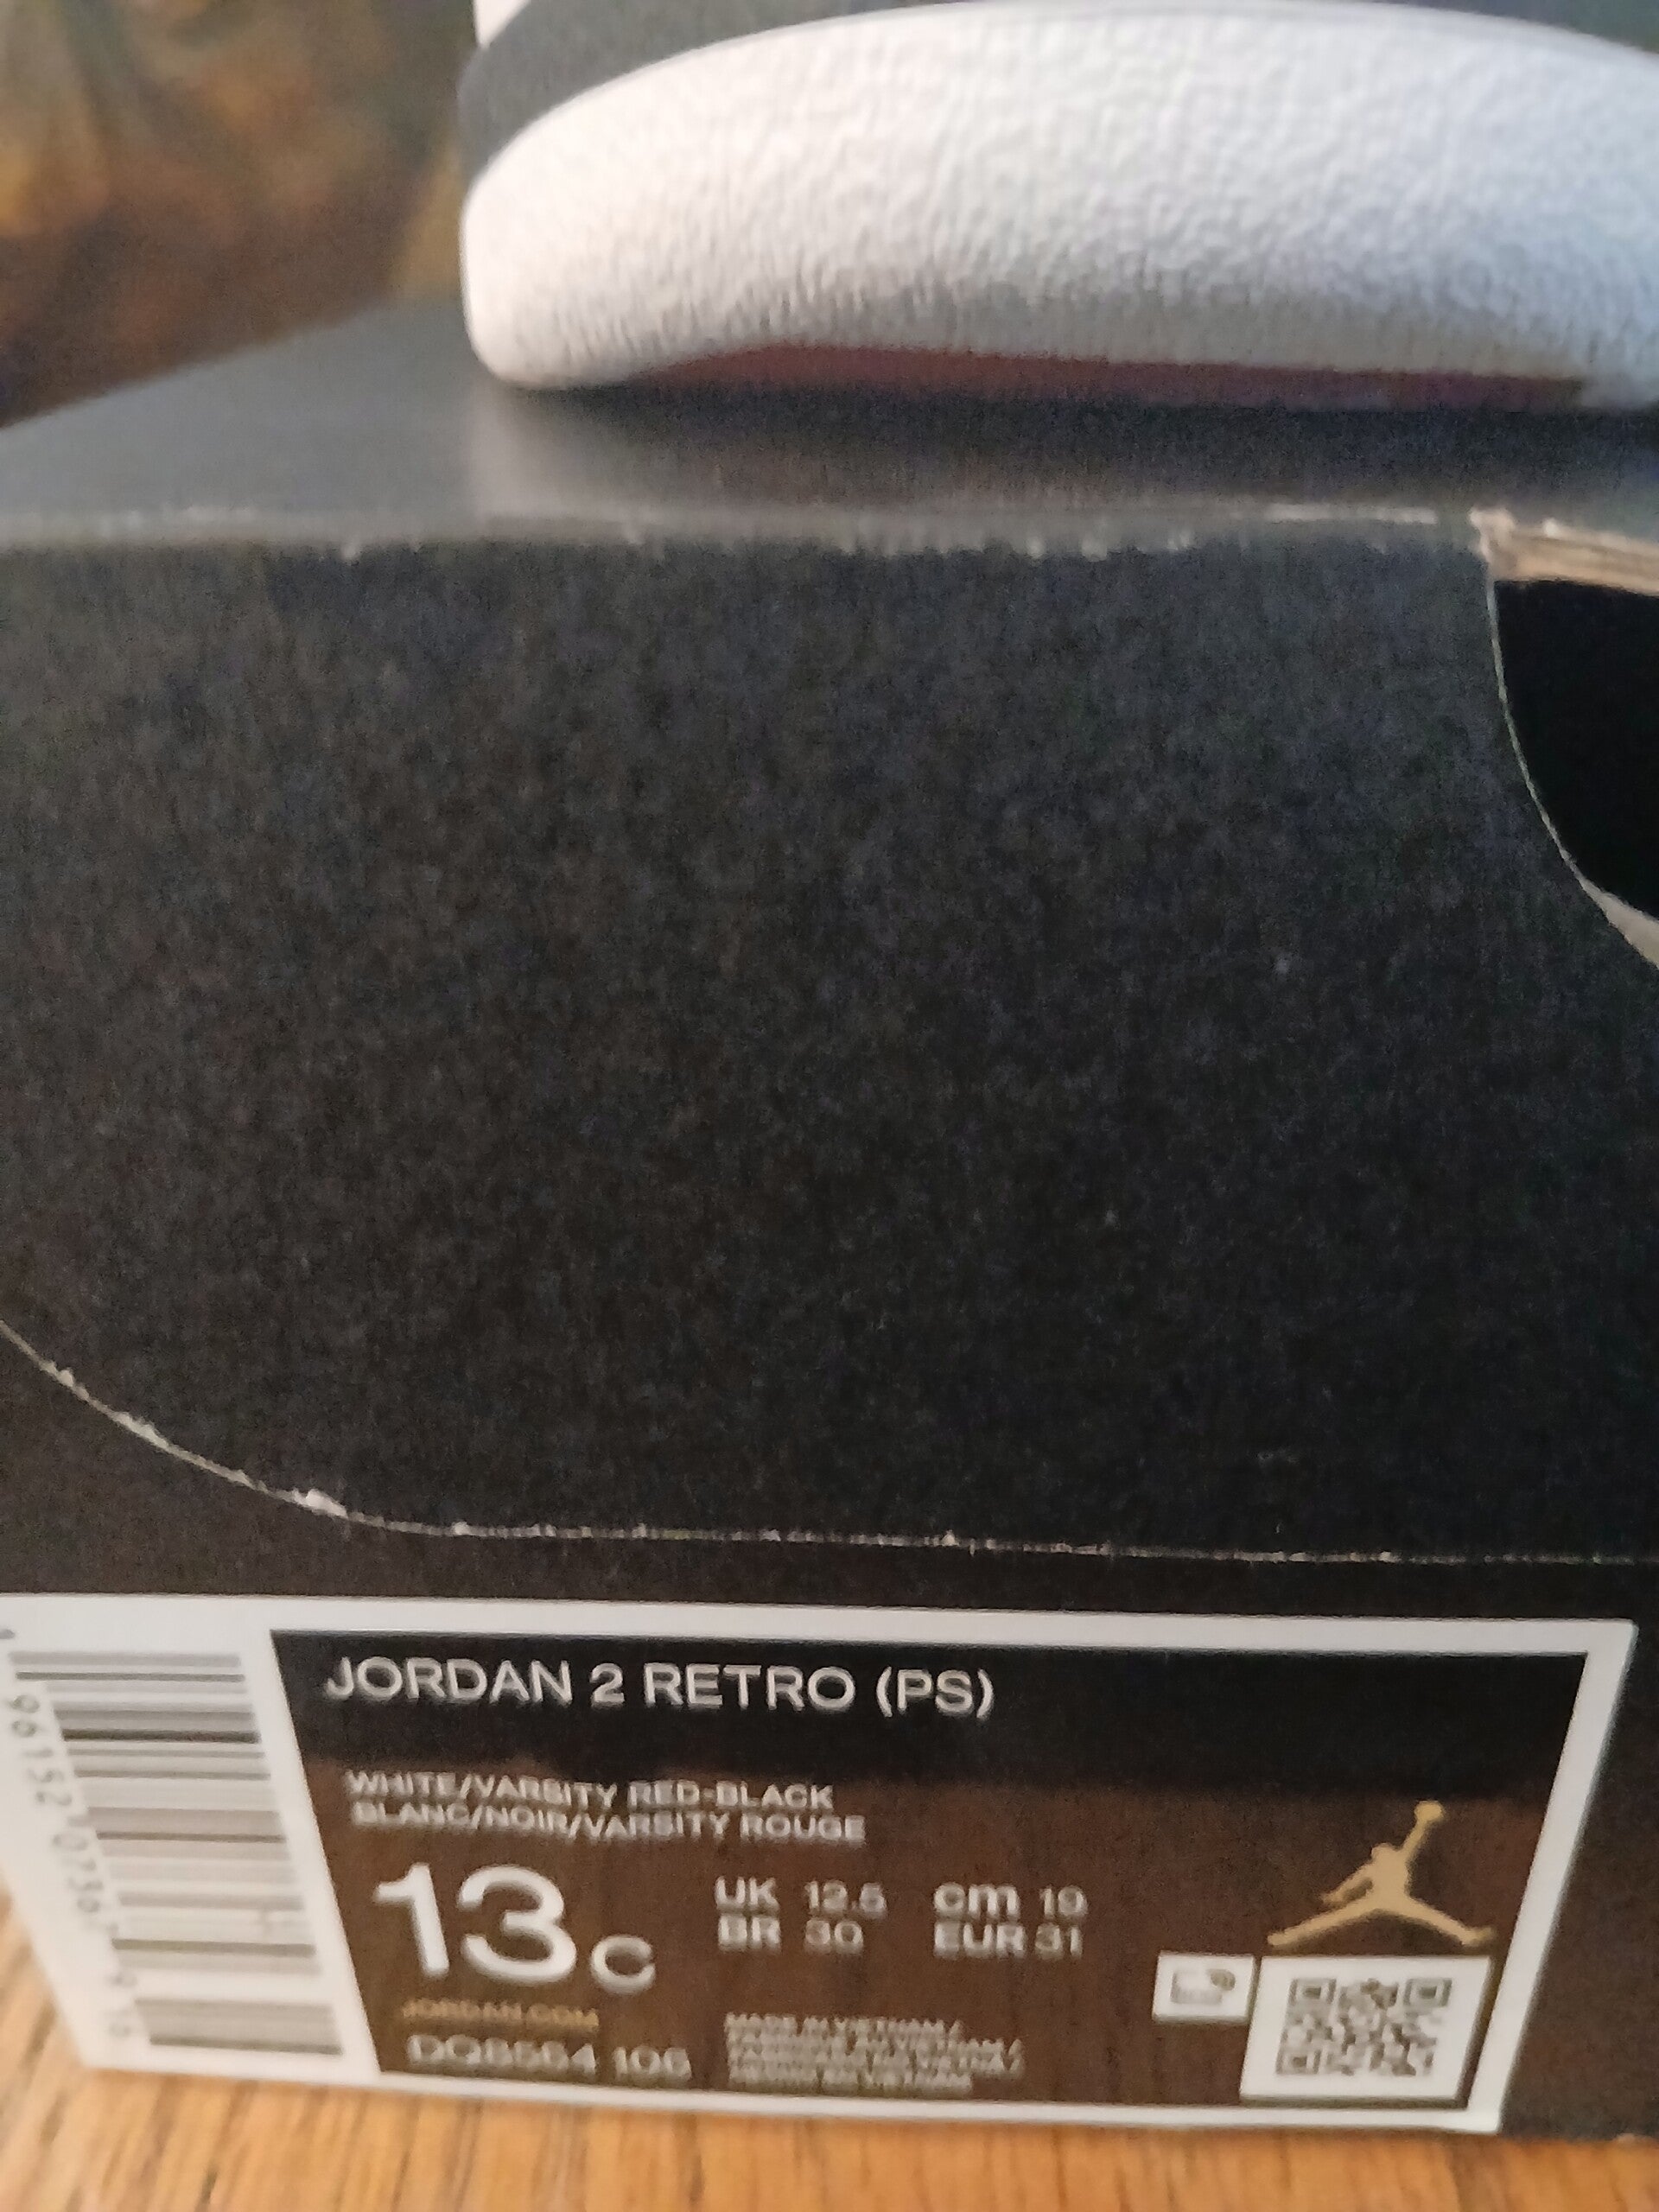 JORDAN 2 RETRO (PS)
WHITE/VARSITY RED-BLACK
BLANC/NOIR/VARSITY ROUGE
13C
UK 12.5 cm 19
BR 30 EUR 31
JORDAN.COM
DQ8564 106
MADE IN VIETNAM /